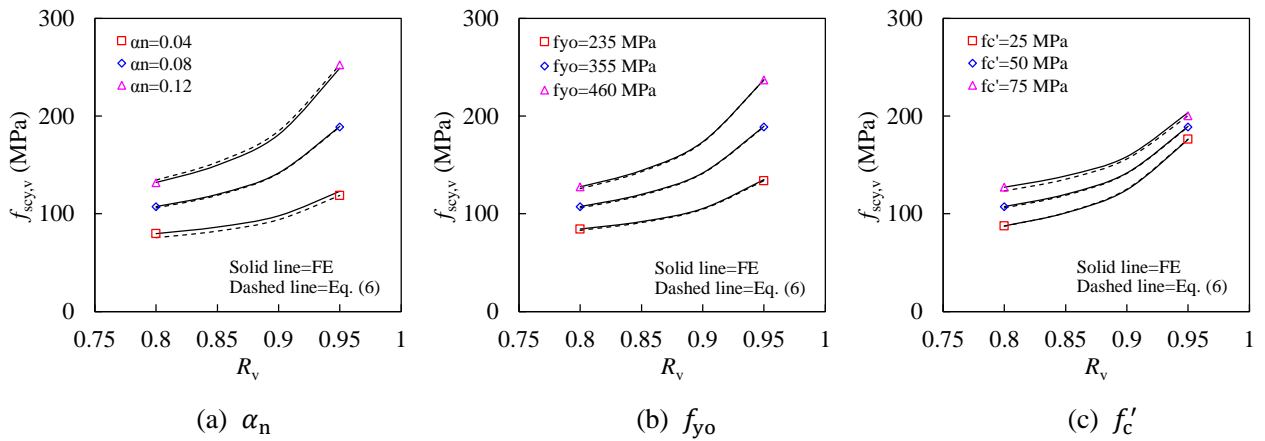 300
200
100
0
fscy,v (MPa)
αn=0.04
αn=0.08
αn=0.12
Solid line=FE
Dashed line=Eq. (6)
0.75 0.8 0.85 0.9 0.95 1
Rv
(a) αn
300
200
100
0
fscy,v (MPa)
fyo=235 MPa
fyo=355 MPa
fyo=460 MPa
Solid line=FE
Dashed line=Eq. (6)
0.75 0.8 0.85 0.9 0.95 1
Rv
(b) fyo
300
200
100
0
fscy,v (MPa)
fc'=25 MPa
fc'=50 MPa
fc'=75 MPa
Solid line=FE
Dashed line=Eq. (6)
0.75 0.8 0.85 0.9 0.95 1
Rv
(c) fc′